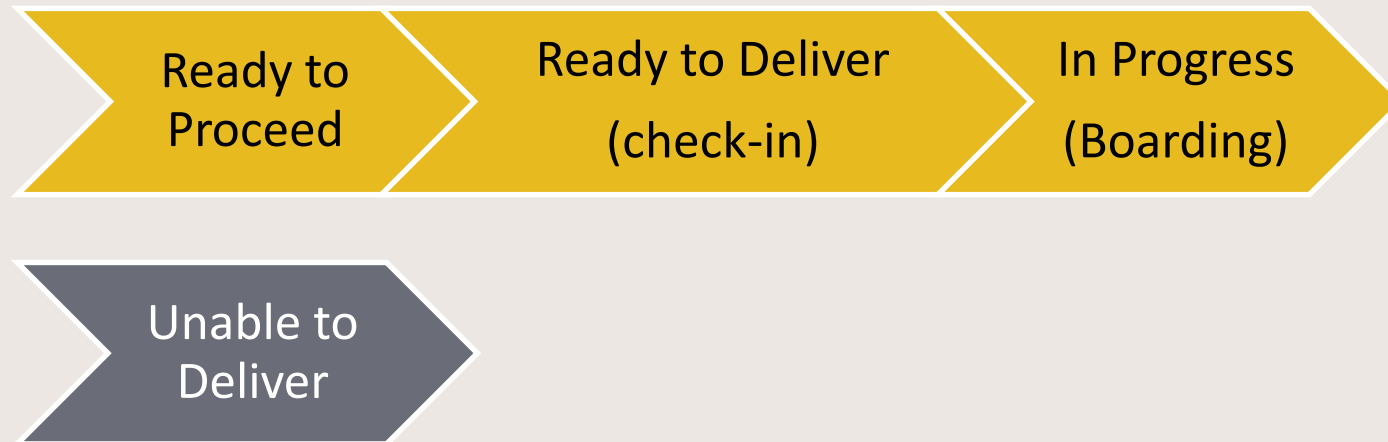 Ready to
Proceed
Ready to Deliver
(check-in)
In Progress
(Boarding)
Unable to
Deliver